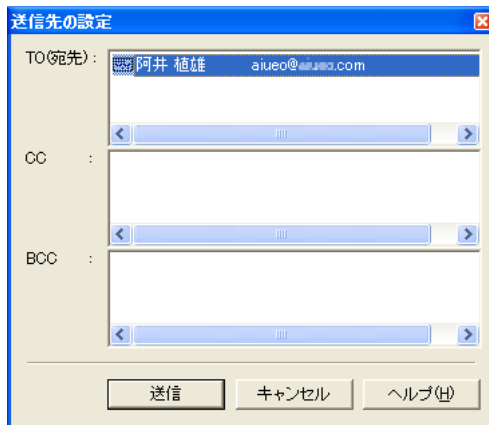 送信先の設定
TO(宛先) : 阿井 植雄 aiueo@ .com
CC :
BCC :
送信 キャンセル ヘルプ(H)